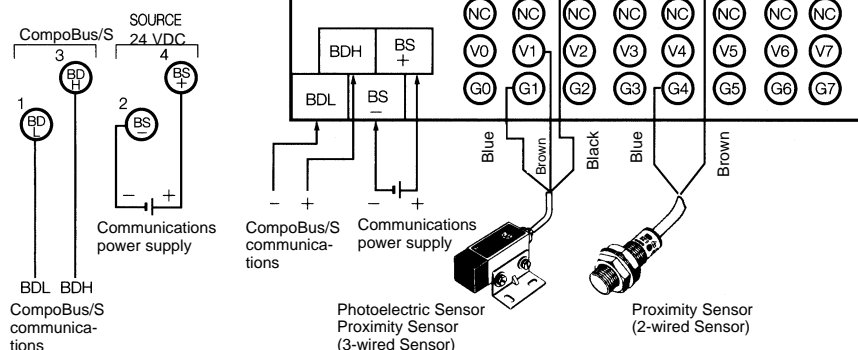 CompoBus/S
SOURCE
24 VDC
3
4
BD
H
BS
+
1
2
BD
L
BS
−
− +
Communications
power supply
BDL BDH
CompoBus/S
communica-
tions
NC NC NC NC NC NC NC NC
V0 V1 V2 V3 V4 V5 V6 V7
G0 G1 G2 G3 G4 G5 G6 G7
BDH
BS
+
BDL
BS
−
Blue
Brown
Black
Blue
Brown
− +
− +
CompoBus/S
communica-
tions
Communications
power supply
Photoelectric Sensor
Proximity Sensor
(3-wired Sensor)
Proximity Sensor
(2-wired Sensor)